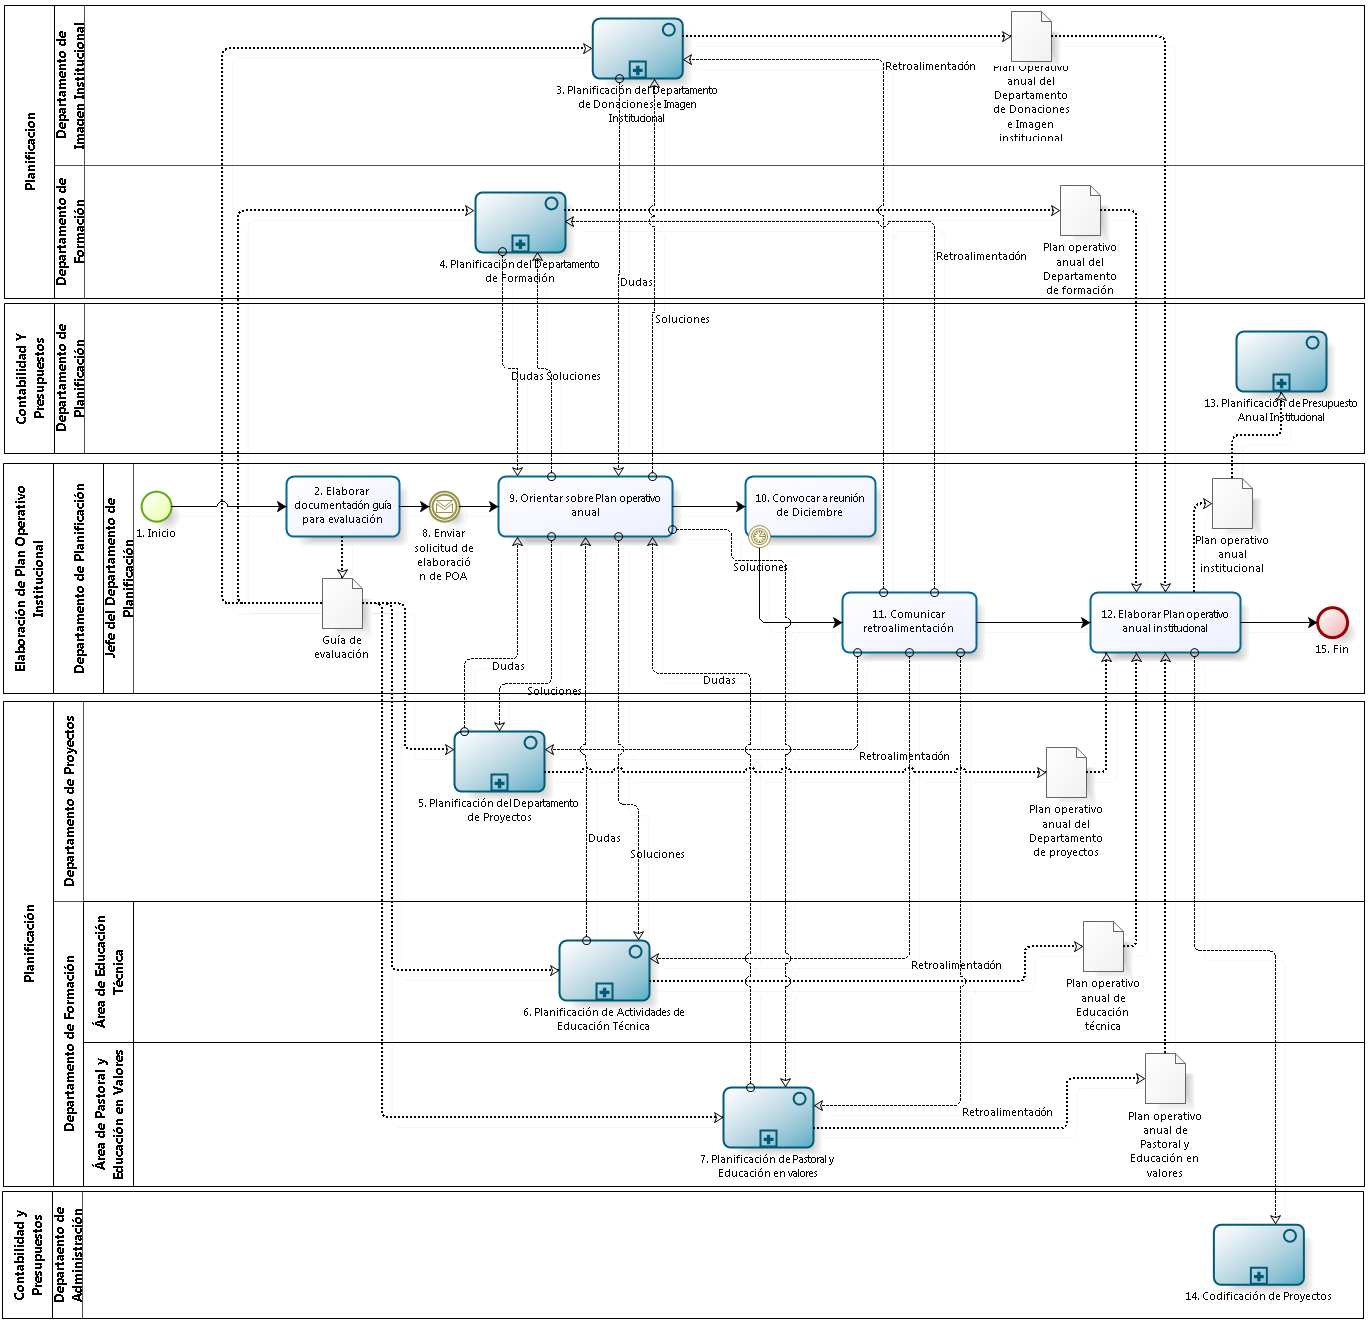 Planificacion
Departamento de
Imagen Institucional
3. Planificación del Departamento
de Donaciones e Imagen
Institucional
Retroalimentación
Plan Operativo
anual del
Departamento
de Donaciones
e Imagen
institucional
Departamento de
Formación
4. Planificación del Departamento
de Formación
Dudas
Soluciones
Retroalimentación
Plan operativo
anual del
Departamento
de formación
Contabilidad Y
Presupuestos
Departamento de
Planificación
Dudas
Soluciones
13. Planificación de Presupuesto
Anual Institucional
Elaboración de Plan Operativo
Institucional
Departamento de Planificación
Jefe del Departamento de
Planificación
1. Inicio
2. Elaborar
documentación guía
para evaluación
8. Enviar
solicitud de
elaboració
n de POA
9. Orientar sobre Plan operativo
anual
10. Convocar a reunión
de Diciembre
Soluciones
Plan operativo
anual
institucional
Guía de
evaluación
11. Comunicar
retroalimentación
12. Elaborar Plan operativo
anual institucional
15. Fin
Dudas
Soluciones
Dudas
Planificación
Departamento de Proyectos
5. Planificación del Departamento
de Proyectos
Retroalimentación
Plan operativo
anual del
Departamento
de proyectos
Dudas
Soluciones
Departamento de Formación
Área de Educación
Técnica
6. Planificación de Actividades de
Educación Técnica
Retroalimentación
Plan operativo
anual de
Educación
técnica
Área de Pastoral y
Educación en Valores
7. Planificación de Pastoral y
Educación en valores
Retroalimentación
Plan operativo
anual de
Pastoral y
Educación en
valores
Contabilidad y
Presupuestos
Departaento de
Administración
14. Codificación de Proyectos